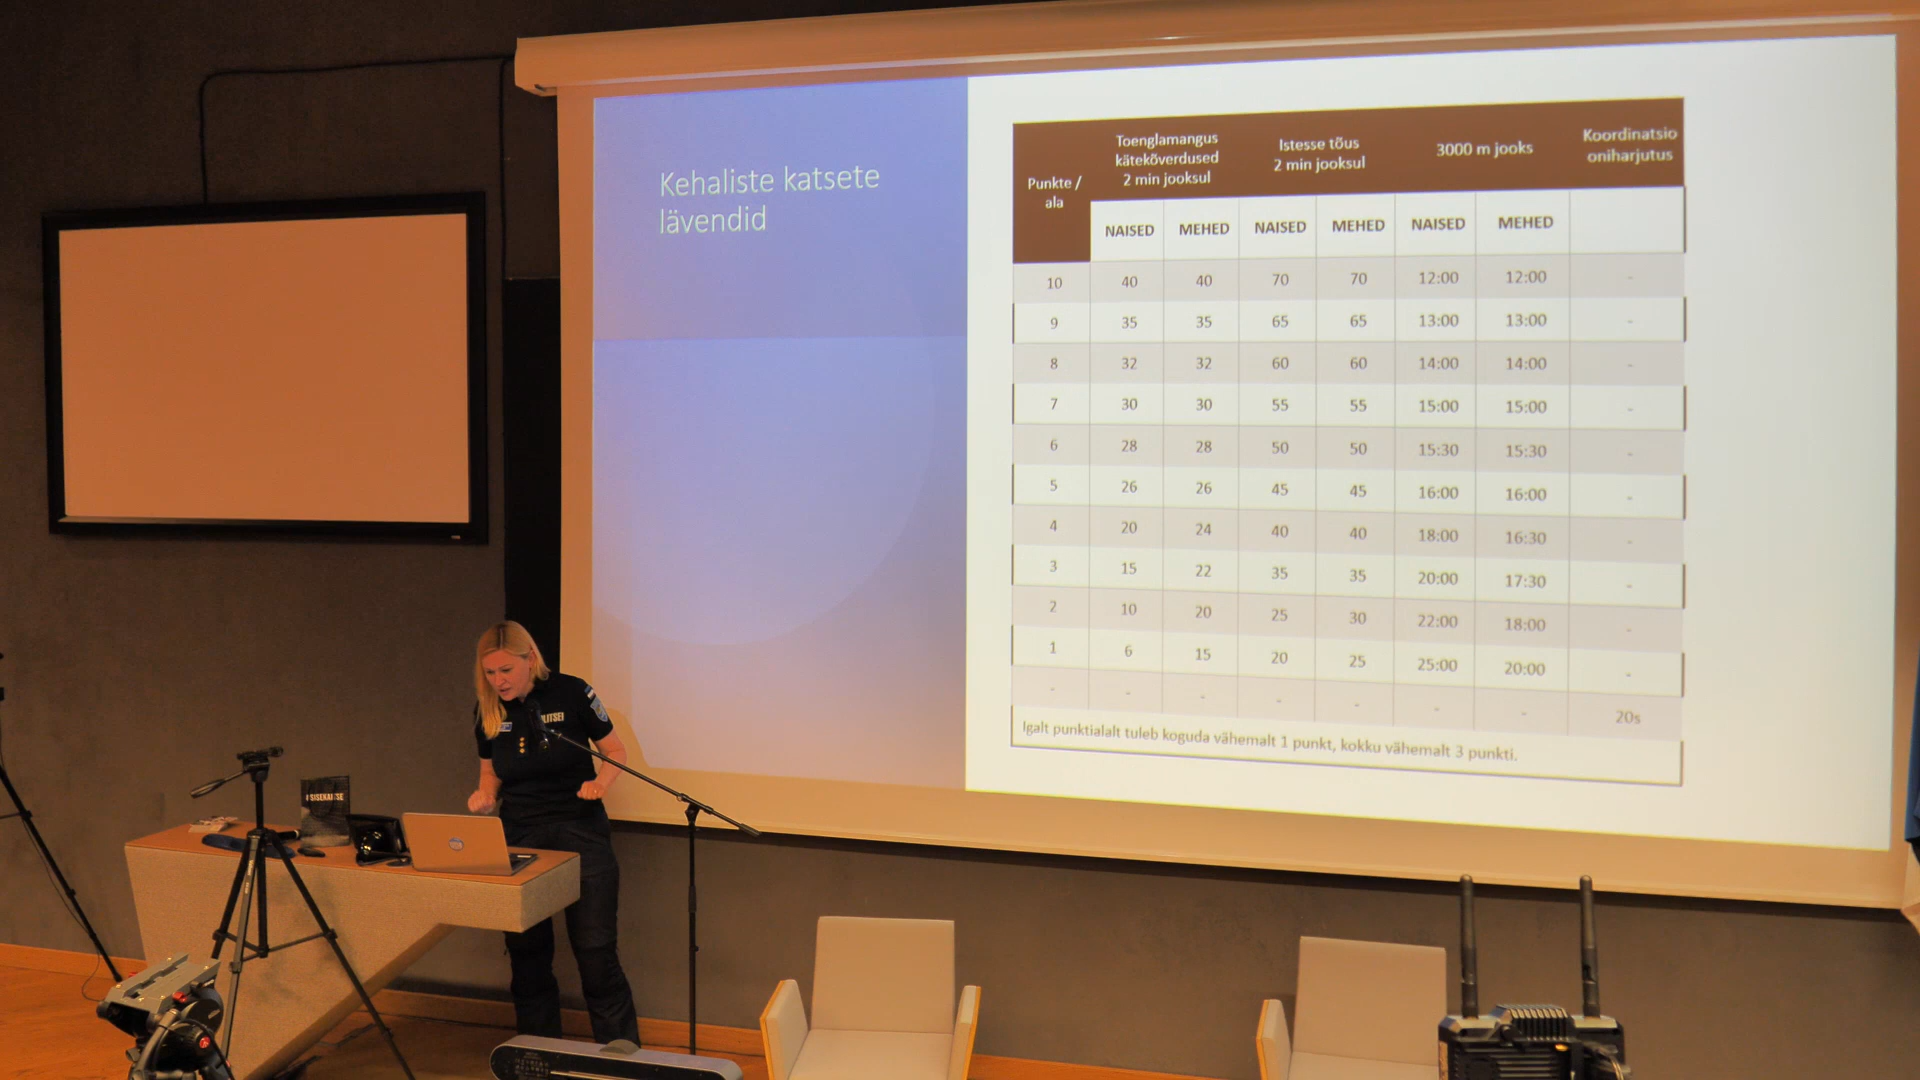 Kehaliste katsete
lävendid
Punkte /
ala
Toenglamangus
kätekõverdused
2 min jooksul
Istesse tõus
2 min jooksul
3000 m jooks
Koordinatsio
oniharjutus
NAISED MEHED NAISED MEHED NAISED MEHED
10 40 40 70 70 12:00 12:00 -
9 35 35 65 65 13:00 13:00 -
8 32 32 60 60 14:00 14:00 -
7 30 30 55 55 15:00 15:00 -
6 28 28 50 50 15:30 15:30 -
5 26 26 45 45 16:00 16:00 -
4 20 24 40 40 18:00 16:30 -
3 15 22 35 35 20:00 17:30 -
2 10 20 25 30 22:00 18:00 -
1 6 15 20 25 25:00 20:00 -
- - - - - - - 20s
Igalt punktialalt tuleb koguda vähemalt 1 punkt, kokku vähemalt 3 punkti.
SISEKAITSE